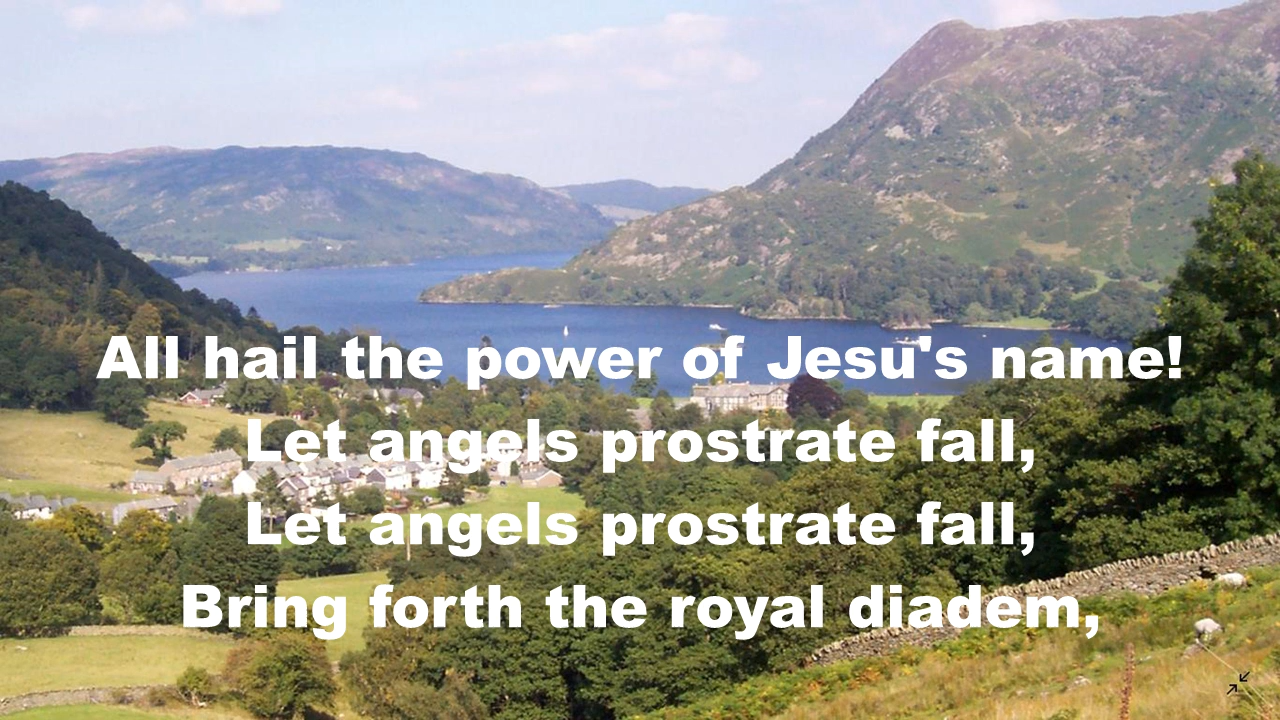 All hail the power of Jesu's name!
Let angels prostrate fall,
Let angels prostrate fall,
Bring forth the royal diadem,